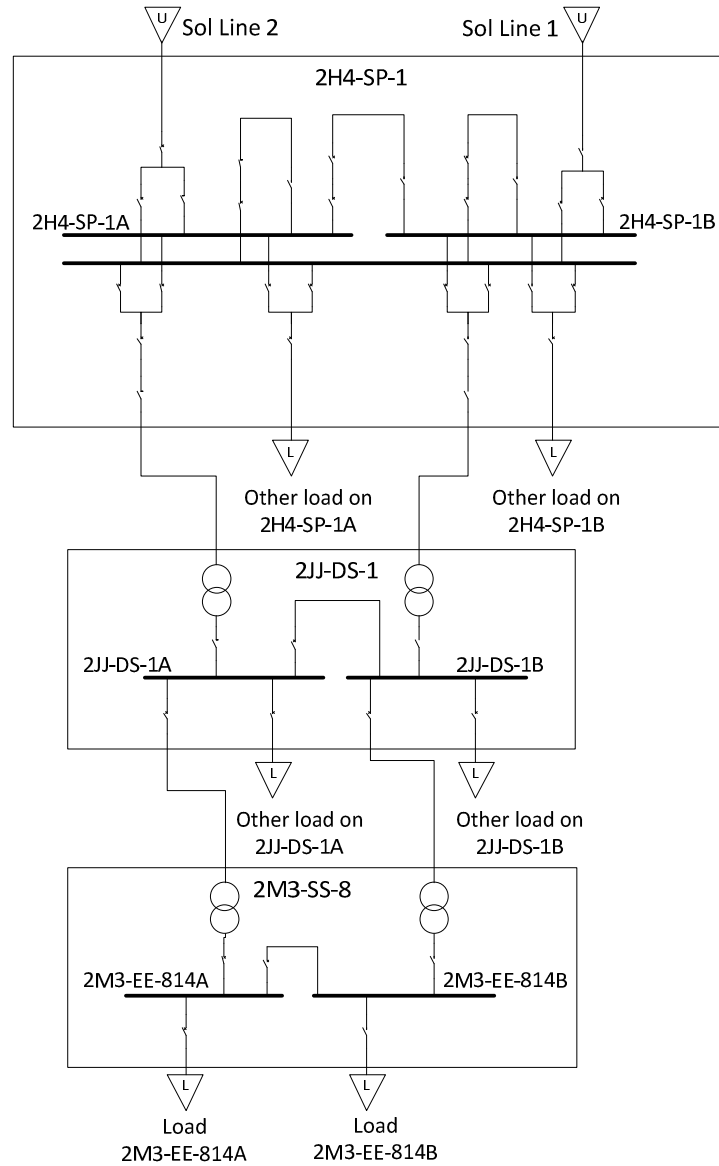 U
Sol Line 2
Sol Line 1
U
2H4-SP-1
2H4-SP-1A
2H4-SP-1B
L
L
Other load on
2H4-SP-1A
Other load on
2H4-SP-1B
2JJ-DS-1
2JJ-DS-1A
2JJ-DS-1B
L
L
Other load on
2JJ-DS-1A
Other load on
2JJ-DS-1B
2M3-SS-8
2M3-EE-814A
2M3-EE-814B
L
L
Load
2M3-EE-814A
Load
2M3-EE-814B